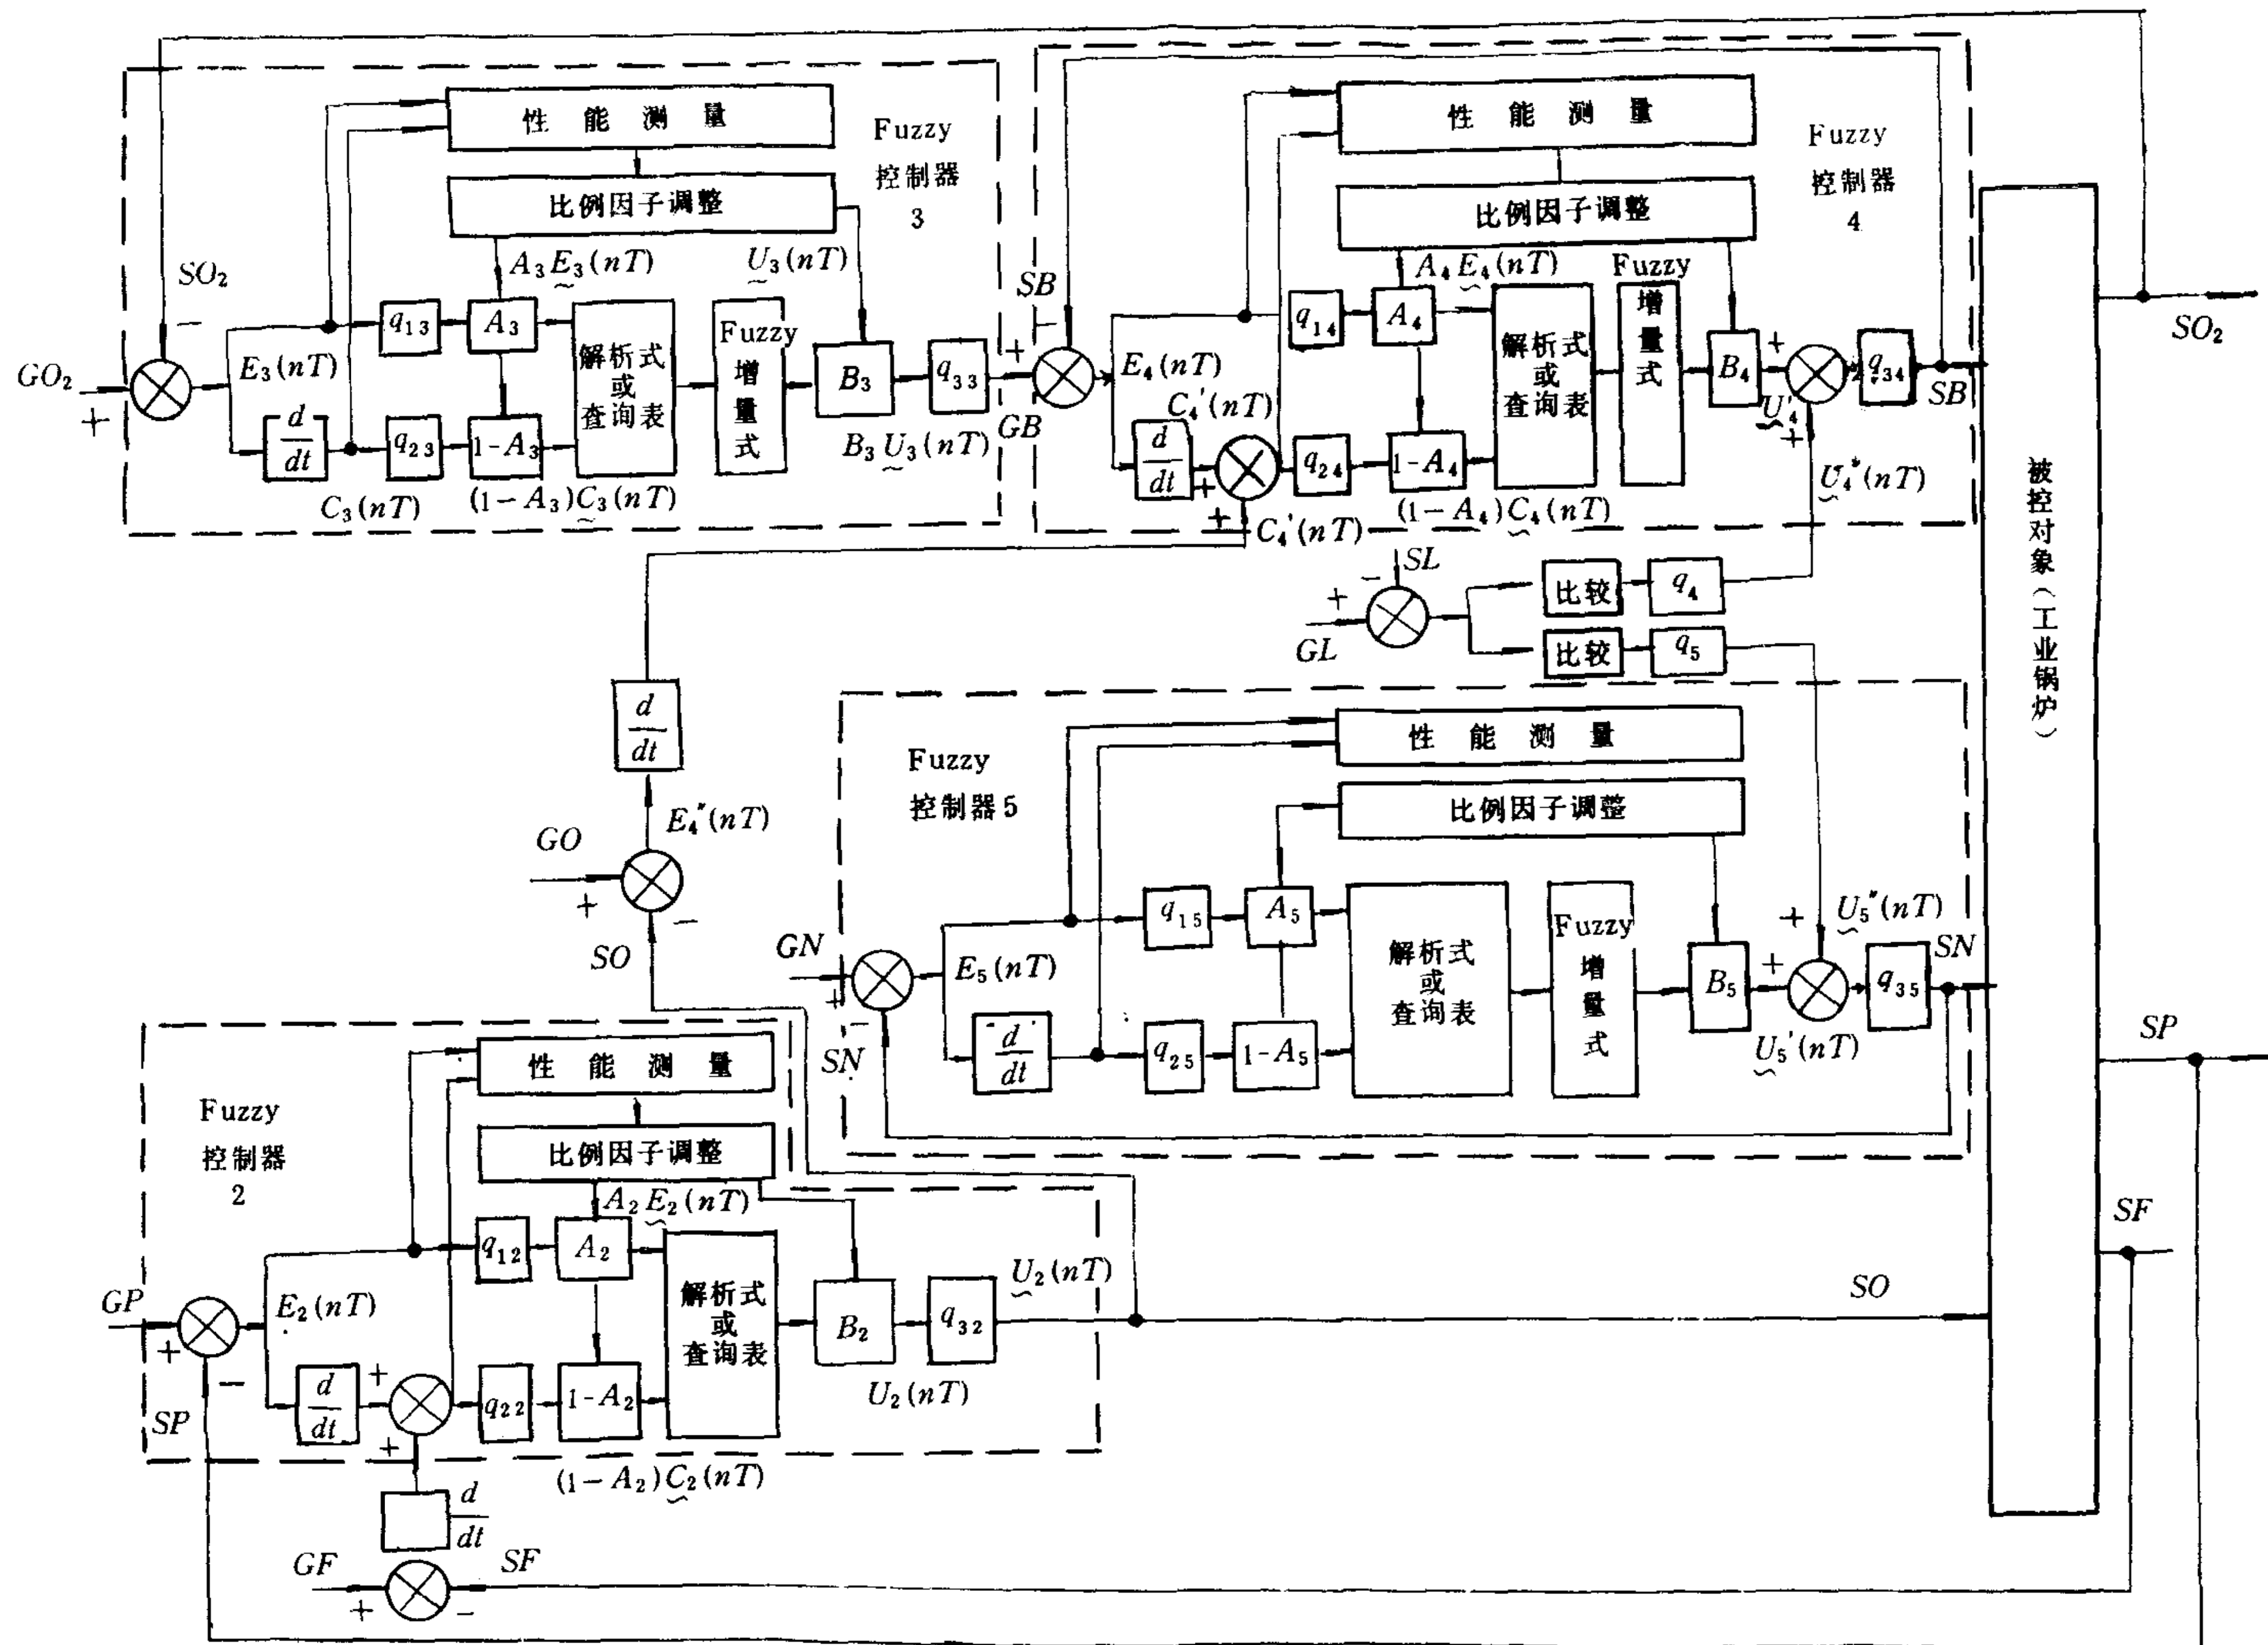 性能测量
比例因子调整
Fuzzy
控制器
3
SO₂
−
A₃E₃(nT)
U₃(nT)
q₁₃
A₃
E₃(nT)
GO₂
+
解析式
或
查询表
Fuzzy
增
量
式
B₃
q₃₃
d
dt
q₂₃
1-A₃
C₃(nT)
(1-A₃)C₃(nT)
B₃U₃(nT)
性能测量
比例因子调整
Fuzzy
控制器
4
SB
−
+
GB
A₄E₄(nT)
Fuzzy
增
量
式
q₁₄
A₄
E₄(nT)
C₄'(nT)
解析式
或
查询表
B₄
+
q₃₄
SB
U₄'
+
U₄"(nT)
d
dt
+
+
q₂₄
1-A₄
C₄'(nT)
(1-A₄)C₄(nT)
SO₂
被控对象（工业锅炉）
SL
−
+
GL
比较
q₄
比较
q₅
d
dt
E₄"(nT)
GO
+
−
SO
Fuzzy
控制器5
性能测量
比例因子调整
GN
+
−
SN
E₅(nT)
q₁₅
A₅
解析式
或
查询表
Fuzzy
增
量
式
B₅
+
+
U₅"(nT)
SN
q₃₅
U₅'(nT)
d
dt
q₂₅
1-A₅
SP
SF
SO
Fuzzy
控制器
2
性能测量
比例因子调整
A₂E₂(nT)
q₁₂
A₂
GP
+
−
SP
E₂(nT)
解析式
或
查询表
B₂
q₃₂
U₂(nT)
U₂(nT)
d
dt
+
+
q₂₂
1-A₂
(1-A₂)C₂(nT)
d
dt
GF
+
−
SF